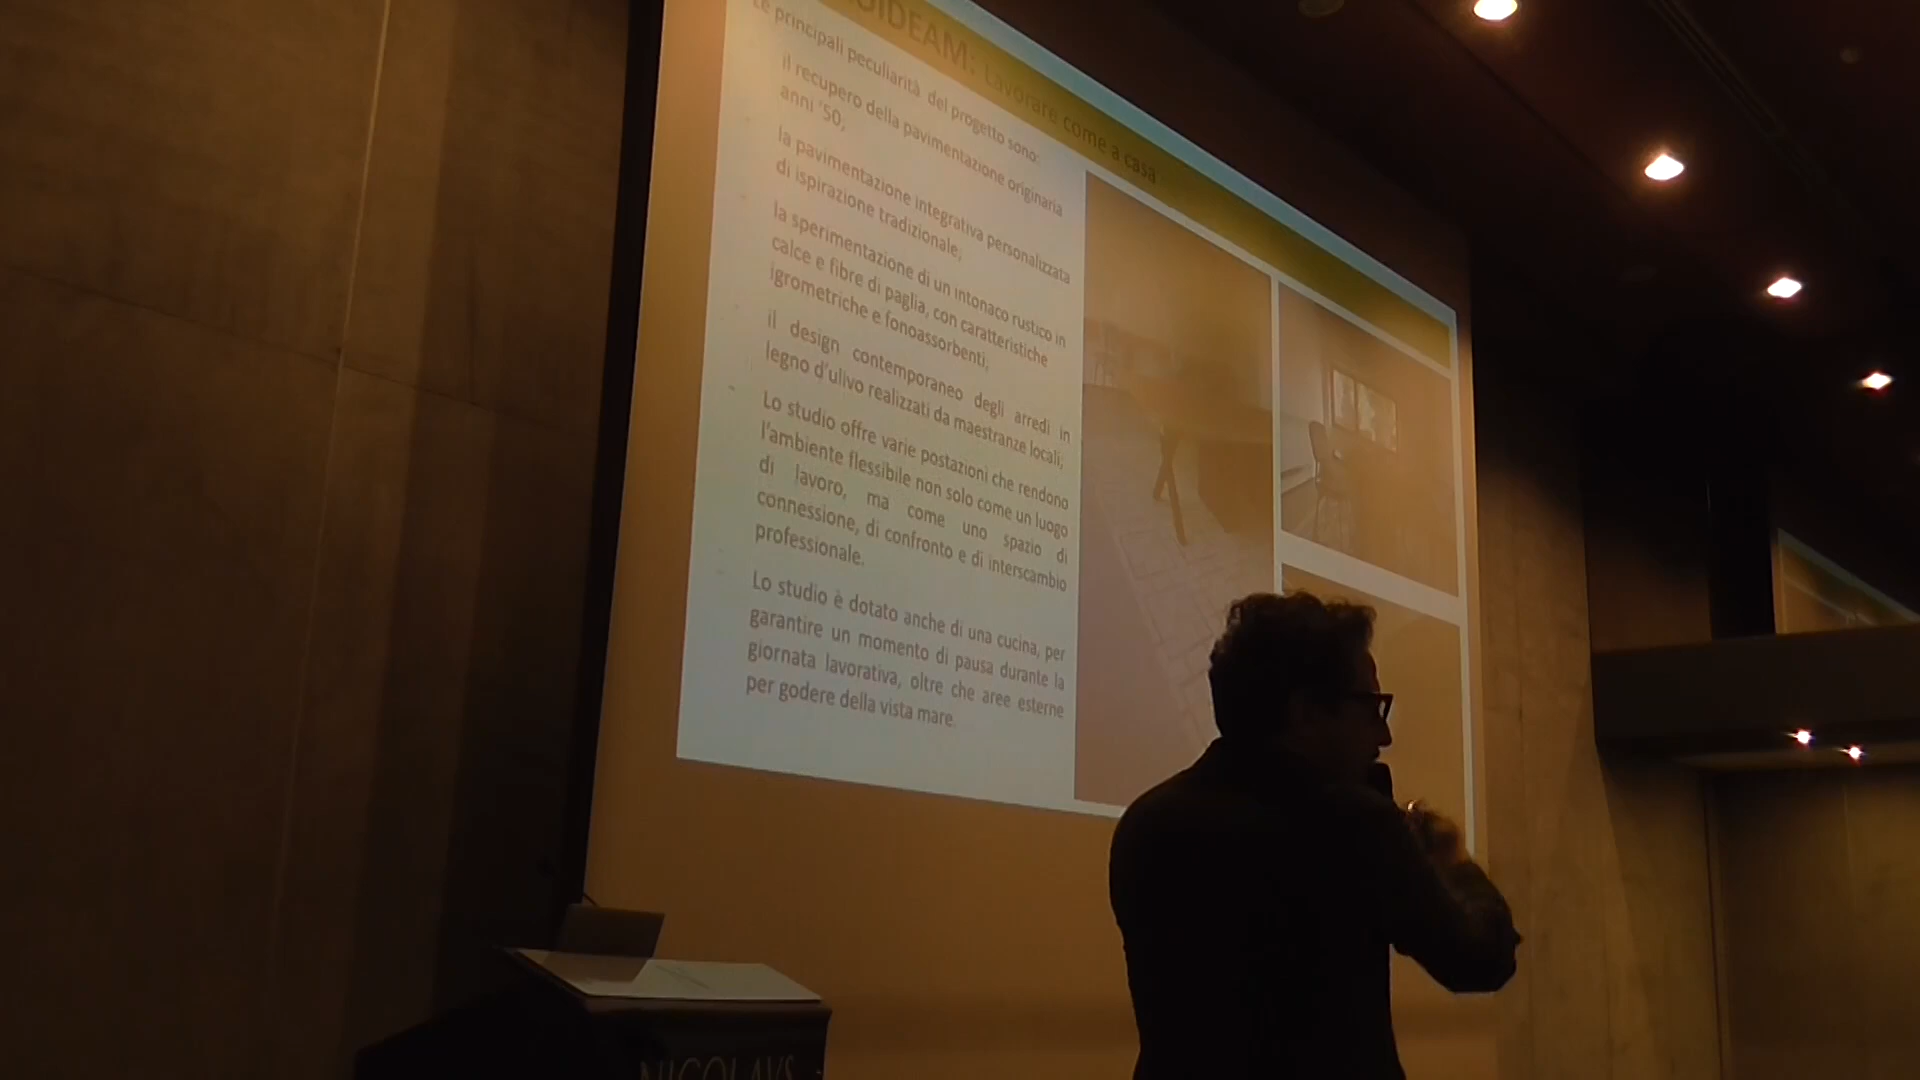 OIDEAM: Lavorare come a casa
Le principali peculiarità del progetto sono:
il recupero della pavimentazione originaria
anni '50;
la pavimentazione integrativa personalizzata
di ispirazione tradizionale;
la sperimentazione di un intonaco rustico in
calce e fibre di paglia, con caratteristiche
igrometriche e fonoassorbenti;
il design contemporaneo degli arredi in
legno d'ulivo realizzati da maestranze locali;
Lo studio offre varie postazioni che rendono
l'ambiente flessibile non solo come un luogo
di lavoro, ma come uno spazio di
connessione, di confronto e di interscambio
professionale.
Lo studio è dotato anche di una cucina, per
garantire un momento di pausa durante la
giornata lavorativa, oltre che aree esterne
per godere della vista mare.
NICOLAVS